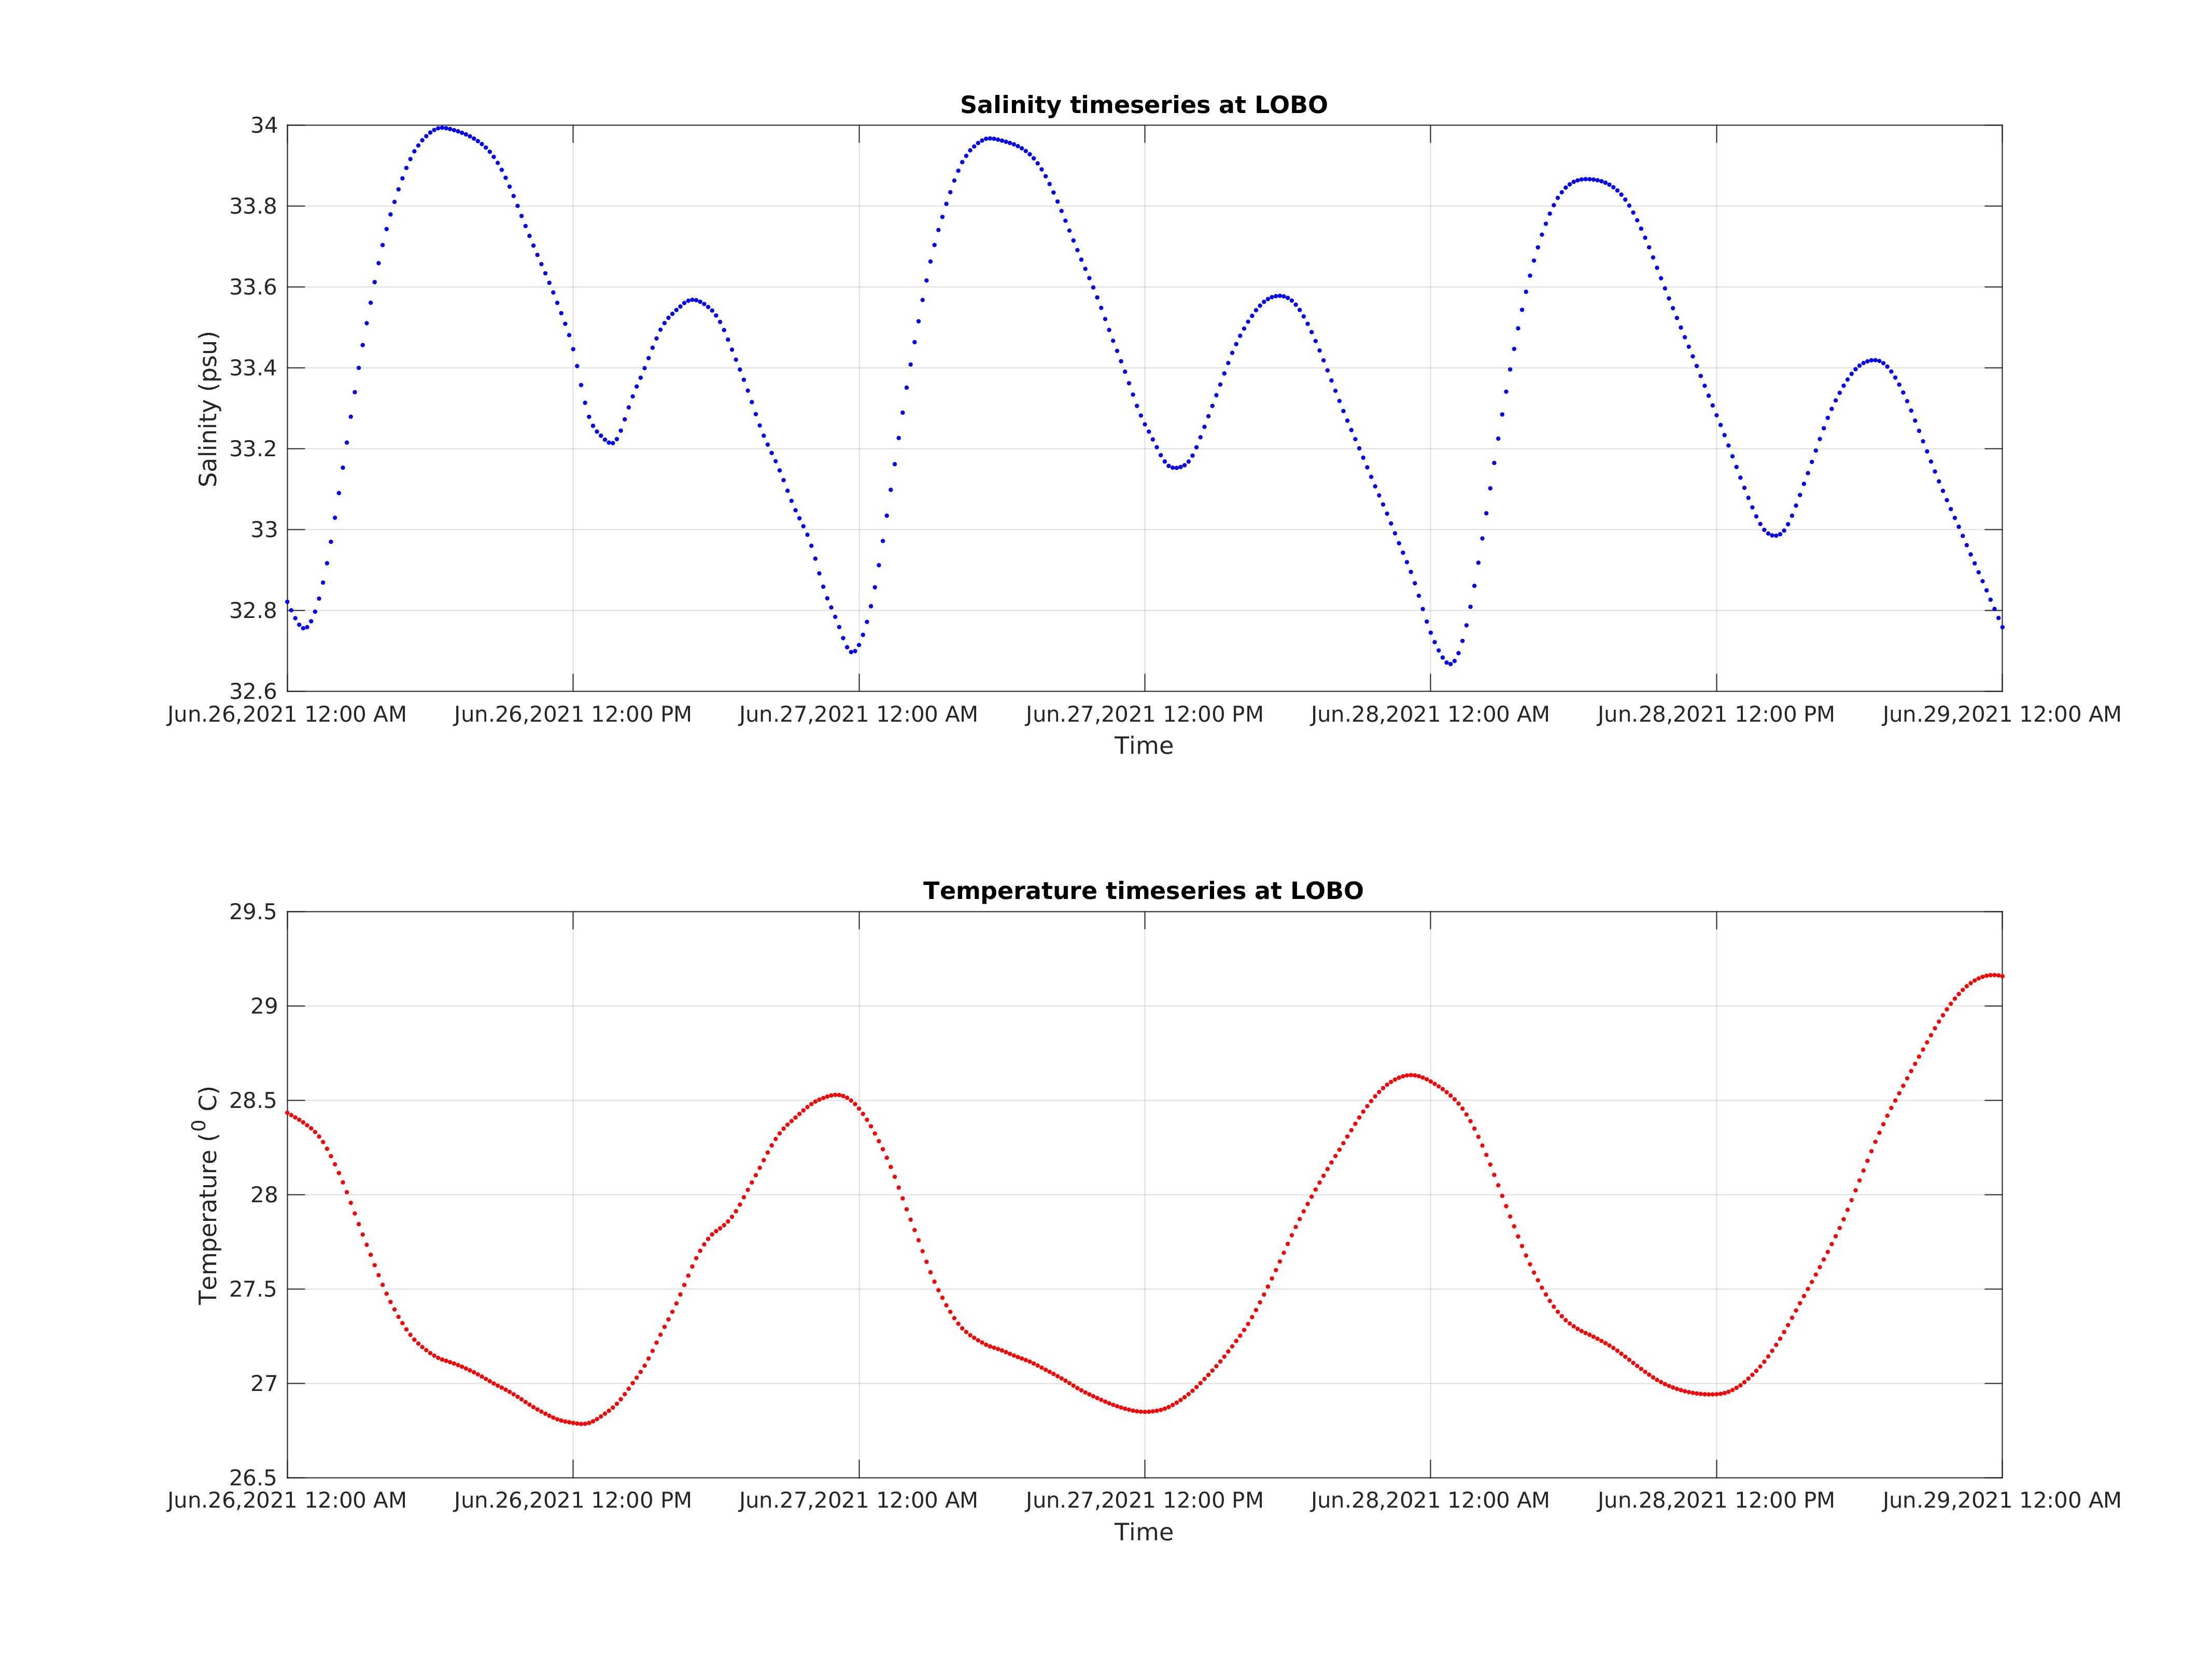 Salinity timeseries at LOBO
34
33.8
33.6
33.4
33.2
33
32.8
32.6
Salinity (psu)
Jun.26,2021 12:00 AM Jun.26,2021 12:00 PM Jun.27,2021 12:00 AM Jun.27,2021 12:00 PM Jun.28,2021 12:00 AM Jun.28,2021 12:00 PM Jun.29,2021 12:00 AM
Time
Temperature timeseries at LOBO
29.5
29
28.5
28
27.5
27
26.5
Temperature (⁰ C)
Jun.26,2021 12:00 AM Jun.26,2021 12:00 PM Jun.27,2021 12:00 AM Jun.27,2021 12:00 PM Jun.28,2021 12:00 AM Jun.28,2021 12:00 PM Jun.29,2021 12:00 AM
Time